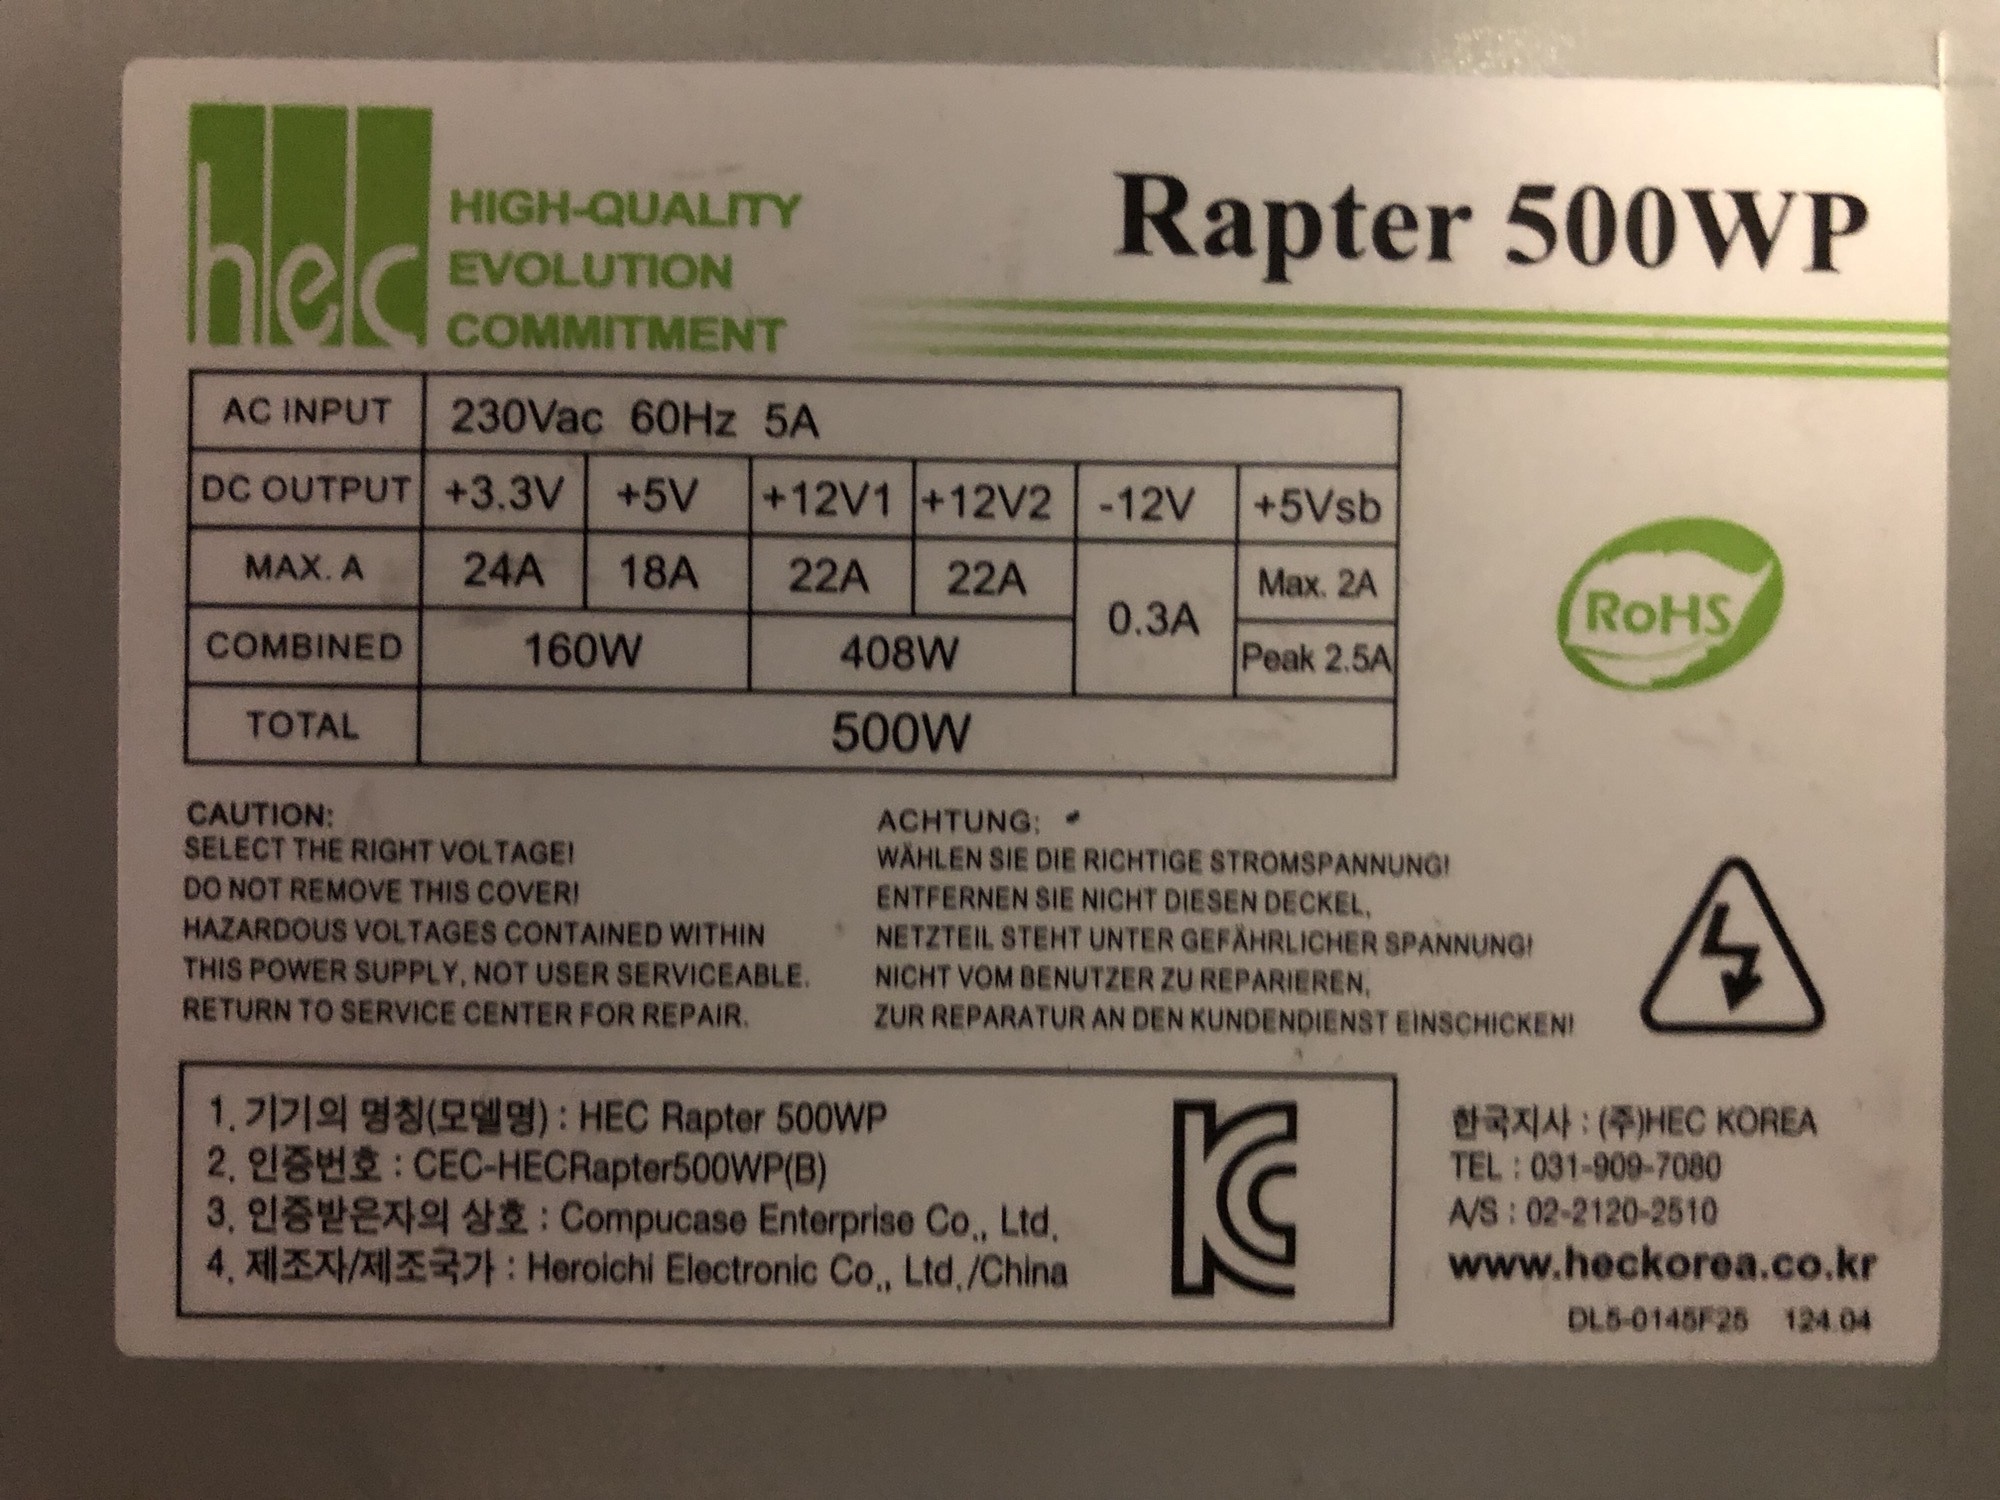 hec
HIGH-QUALITY
EVOLUTION
COMMITMENT
Rapter 500WP
AC INPUT 230Vac 60Hz 5A
DC OUTPUT +3.3V +5V +12V1 +12V2 -12V +5Vsb
MAX. A 24A 18A 22A 22A 0.3A Max. 2A
COMBINED 160W 408W Peak 2.5A
TOTAL 500W
RoHS
CAUTION:
SELECT THE RIGHT VOLTAGE!
DO NOT REMOVE THIS COVER!
HAZARDOUS VOLTAGES CONTAINED WITHIN
THIS POWER SUPPLY, NOT USER SERVICEABLE.
RETURN TO SERVICE CENTER FOR REPAIR.
ACHTUNG:
WÄHLEN SIE DIE RICHTIGE STROMSPANNUNG!
ENTFERNEN SIE NICHT DIESEN DECKEL,
NETZTEIL STEHT UNTER GEFÄHRLICHER SPANNUNG!
NICHT VOM BENUTZER ZU REPARIEREN,
ZUR REPARATUR AN DEN KUNDENDIENST EINSCHICKEN!
1. 기기의 명칭(모델명) : HEC Rapter 500WP
2. 인증번호 : CEC-HECRapter500WP(B)
3. 인증받은자의 상호 : Compucase Enterprise Co., Ltd.
4. 제조자/제조국가 : Heroichi Electronic Co., Ltd./China
한국지사 : (주)HEC KOREA
TEL : 031-909-7080
A/S : 02-2120-2510
www.heckorea.co.kr
DL5-0145F25 124.04